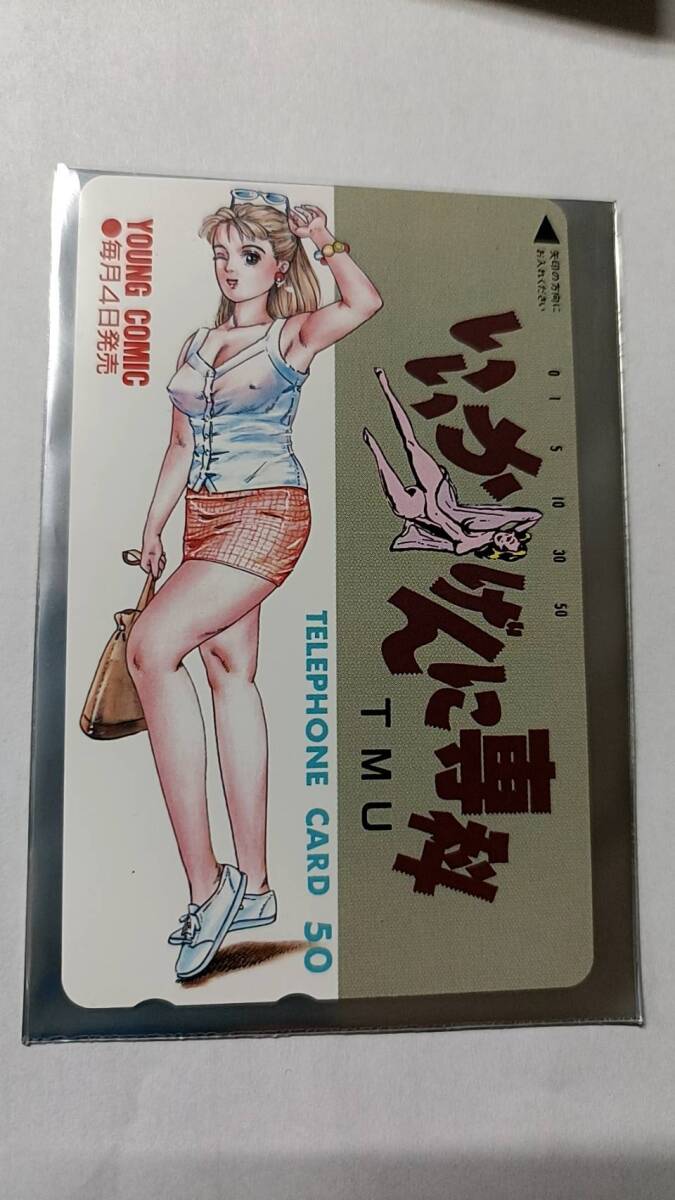 矢印の方向に
お入れください
0 1 5 10 30 50
いいかげんに専科
TMU
TELEPHONE CARD 50
YOUNG COMIC
●毎月4日発売